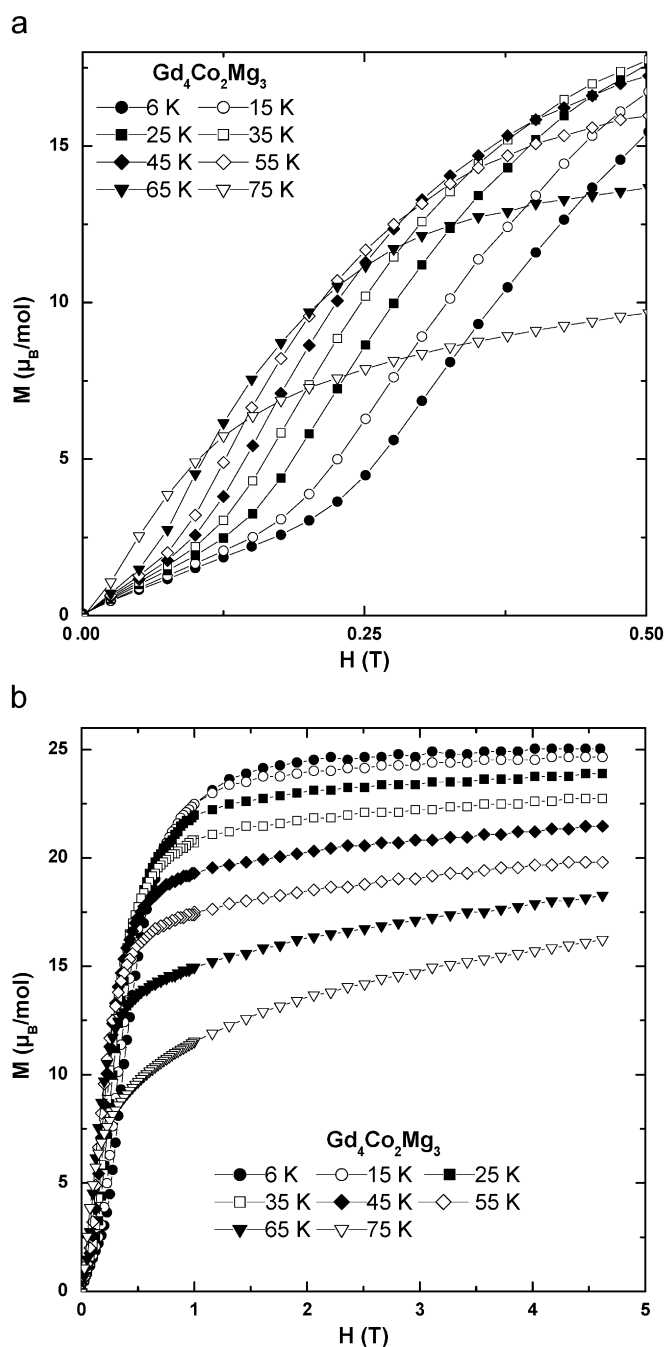 a
Gd₄Co₂Mg₃
6 K 15 K
25 K 35 K
45 K 55 K
65 K 75 K
M (μ_B/mol)
15
10
5
0
0.00 0.25 0.50
H (T)
b
25
20
15
10
5
0
M (μ_B/mol)
Gd₄Co₂Mg₃
6 K 15 K 25 K
35 K 45 K 55 K
65 K 75 K
0 1 2 3 4 5
H (T)